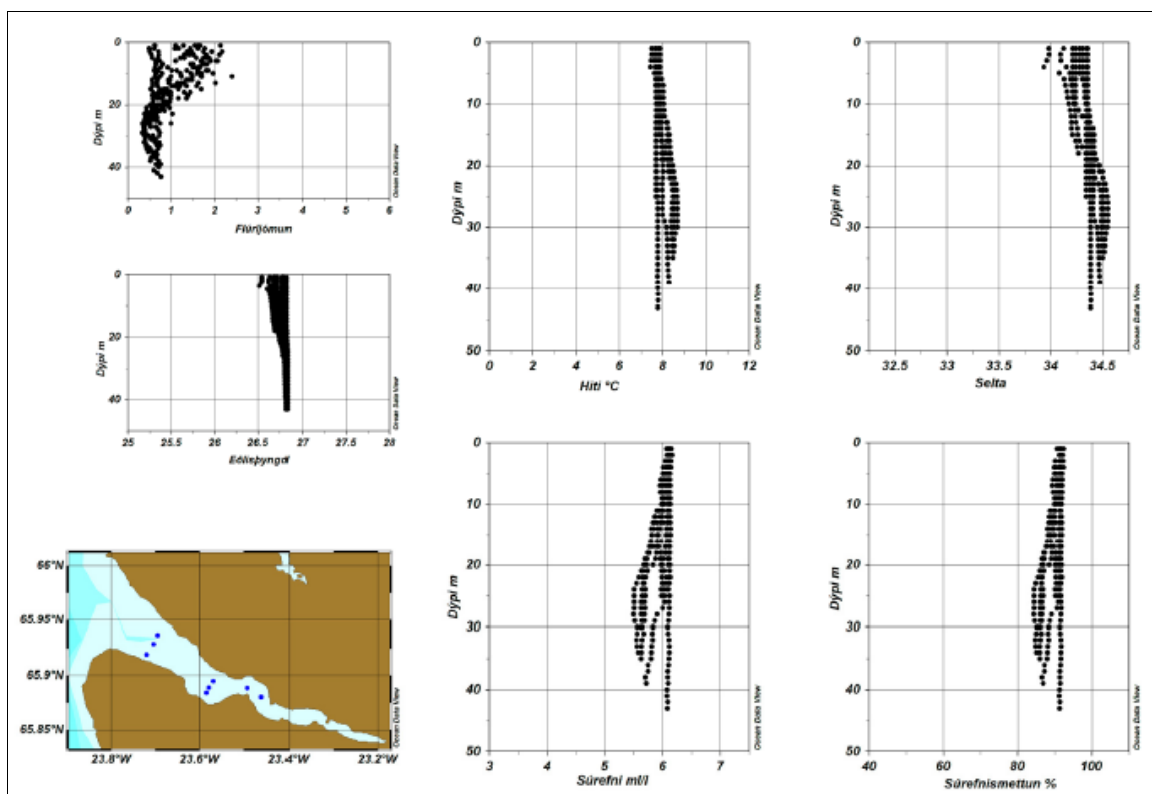 0
20
40
Dýpi m
0 1 2 3 4 5 6
Flúrljómun
Ocean Data View
0
20
40
Dýpi m
25 25.5 26 26.5 27 27.5 28
Eðlisþyngd
Ocean Data View
66°N
65.95°N
65.9°N
65.85°N
23.8°W 23.6°W 23.4°W 23.2°W
Ocean Data View
0
10
20
30
40
50
Dýpi m
0 2 4 6 8 10 12
Hiti °C
Ocean Data View
0
10
20
30
40
50
Dýpi m
32.5 33 33.5 34 34.5
Selta
Ocean Data View
0
10
20
30
40
50
Dýpi m
3 4 5 6 7
Súrefni ml/l
Ocean Data View
0
10
20
30
40
50
Dýpi m
40 60 80 100
Súrefnismettun %
Ocean Data View